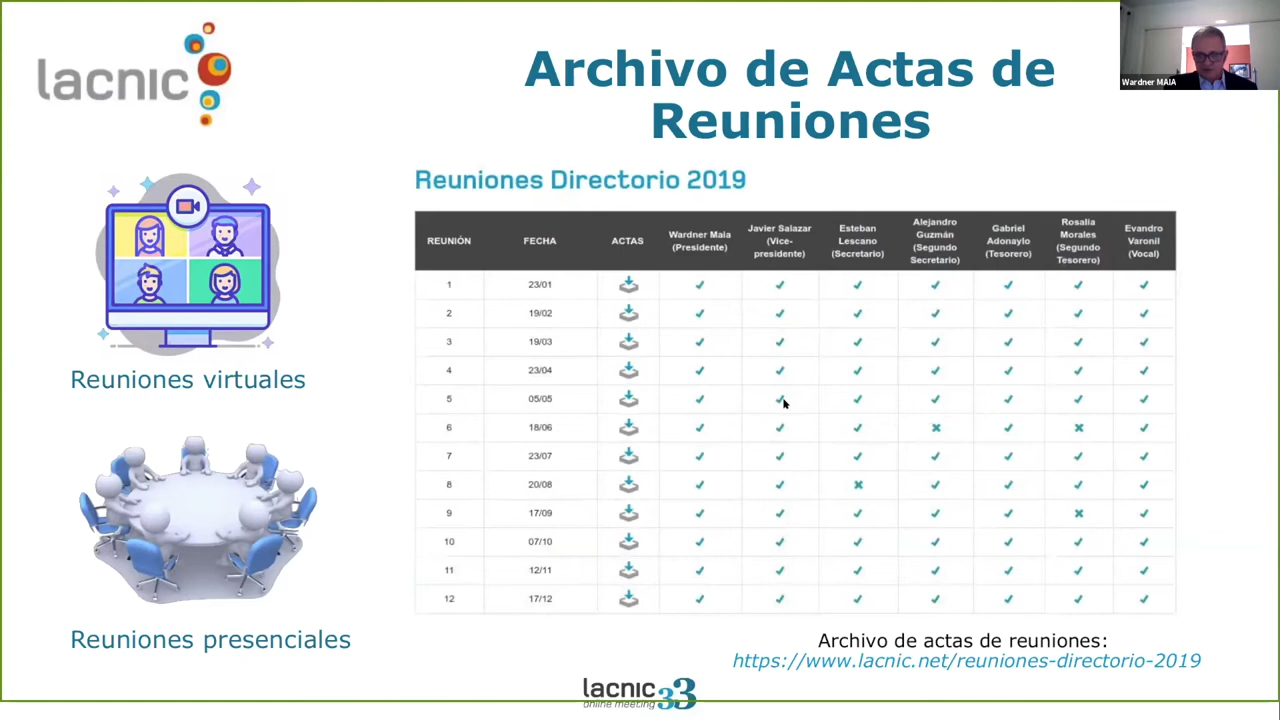 lacnic
Archivo de Actas de
Reuniones
Wardner MAIA
Reuniones Directorio 2019
REUNIÓN FECHA ACTAS Wardner Maia (Presidente) Javier Salazar (Vice-presidente) Esteban Lescano (Secretario) Alejandro Guzmán (Segundo Secretario) Gabriel Adonaylo (Tesorero) Rosalia Morales (Segundo Tesorero) Evandro Varonil (Vocal)
1 23/01 ✓ ✓ ✓ ✓ ✓ ✓ ✓
2 19/02 ✓ ✓ ✓ ✓ ✓ ✓ ✓
3 19/03 ✓ ✓ ✓ ✓ ✓ ✓ ✓
4 23/04 ✓ ✓ ✓ ✓ ✓ ✓ ✓
5 05/05 ✓ ✓ ✓ ✓ ✓ ✓ ✓
6 18/06 ✓ ✓ ✓ ✖ ✓ ✖ ✓
7 23/07 ✓ ✓ ✓ ✓ ✓ ✓ ✓
8 20/08 ✓ ✓ ✖ ✓ ✓ ✓ ✓
9 17/09 ✓ ✓ ✓ ✓ ✓ ✖ ✓
10 07/10 ✓ ✓ ✓ ✓ ✓ ✓ ✓
11 12/11 ✓ ✓ ✓ ✓ ✓ ✓ ✓
12 17/12 ✓ ✓ ✓ ✓ ✓ ✓ ✓
Reuniones virtuales
Reuniones presenciales
Archivo de actas de reuniones:
https://www.lacnic.net/reuniones-directorio-2019
lacnic 33
online meeting